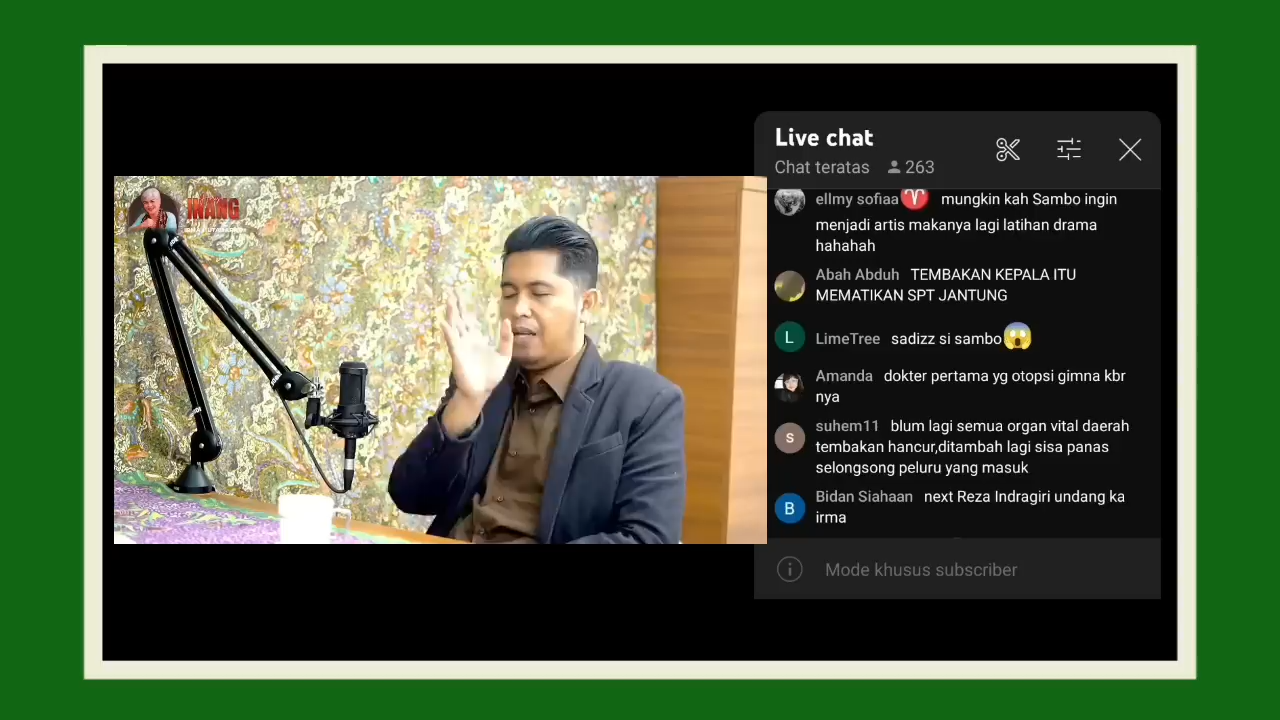 INANG
Live chat
Chat teratas 263
ellmy sofiaa mungkin kah Sambo ingin
menjadi artis makanya lagi latihan drama
hahahah
Abah Abduh TEMBAKAN KEPALA ITU
MEMATIKAN SPT JANTUNG
L LimeTree sadizz si sambo
Amanda dokter pertama yg otopsi gimna kbr
nya
s suhem11 blum lagi semua organ vital daerah
tembakan hancur,ditambah lagi sisa panas
selongsong peluru yang masuk
B Bidan Siahaan next Reza Indragiri undang ka
irma
Mode khusus subscriber